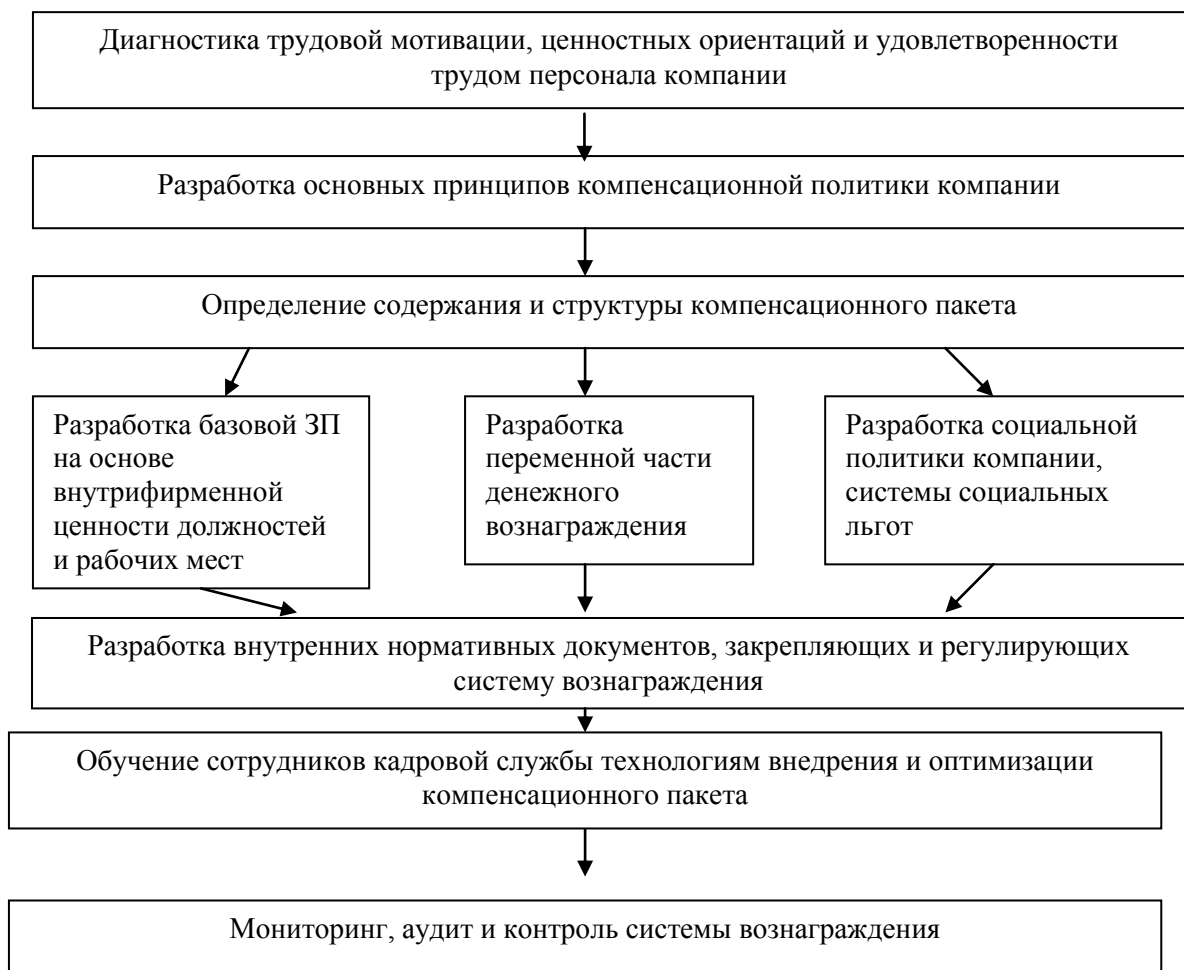 Диагностика трудовой мотивации, ценностных ориентаций и удовлетворенности
трудом персонала компании
Разработка основных принципов компенсационной политики компании
Определение содержания и структуры компенсационного пакета
Разработка базовой ЗП
на основе
внутрифирменной
ценности должностей
и рабочих мест
Разработка
переменной части
денежного
вознаграждения
Разработка социальной
политики компании,
системы социальных
льгот
Разработка внутренних нормативных документов, закрепляющих и регулирующих
систему вознаграждения
Обучение сотрудников кадровой службы технологиям внедрения и оптимизации
компенсационного пакета
Мониторинг, аудит и контроль системы вознаграждения